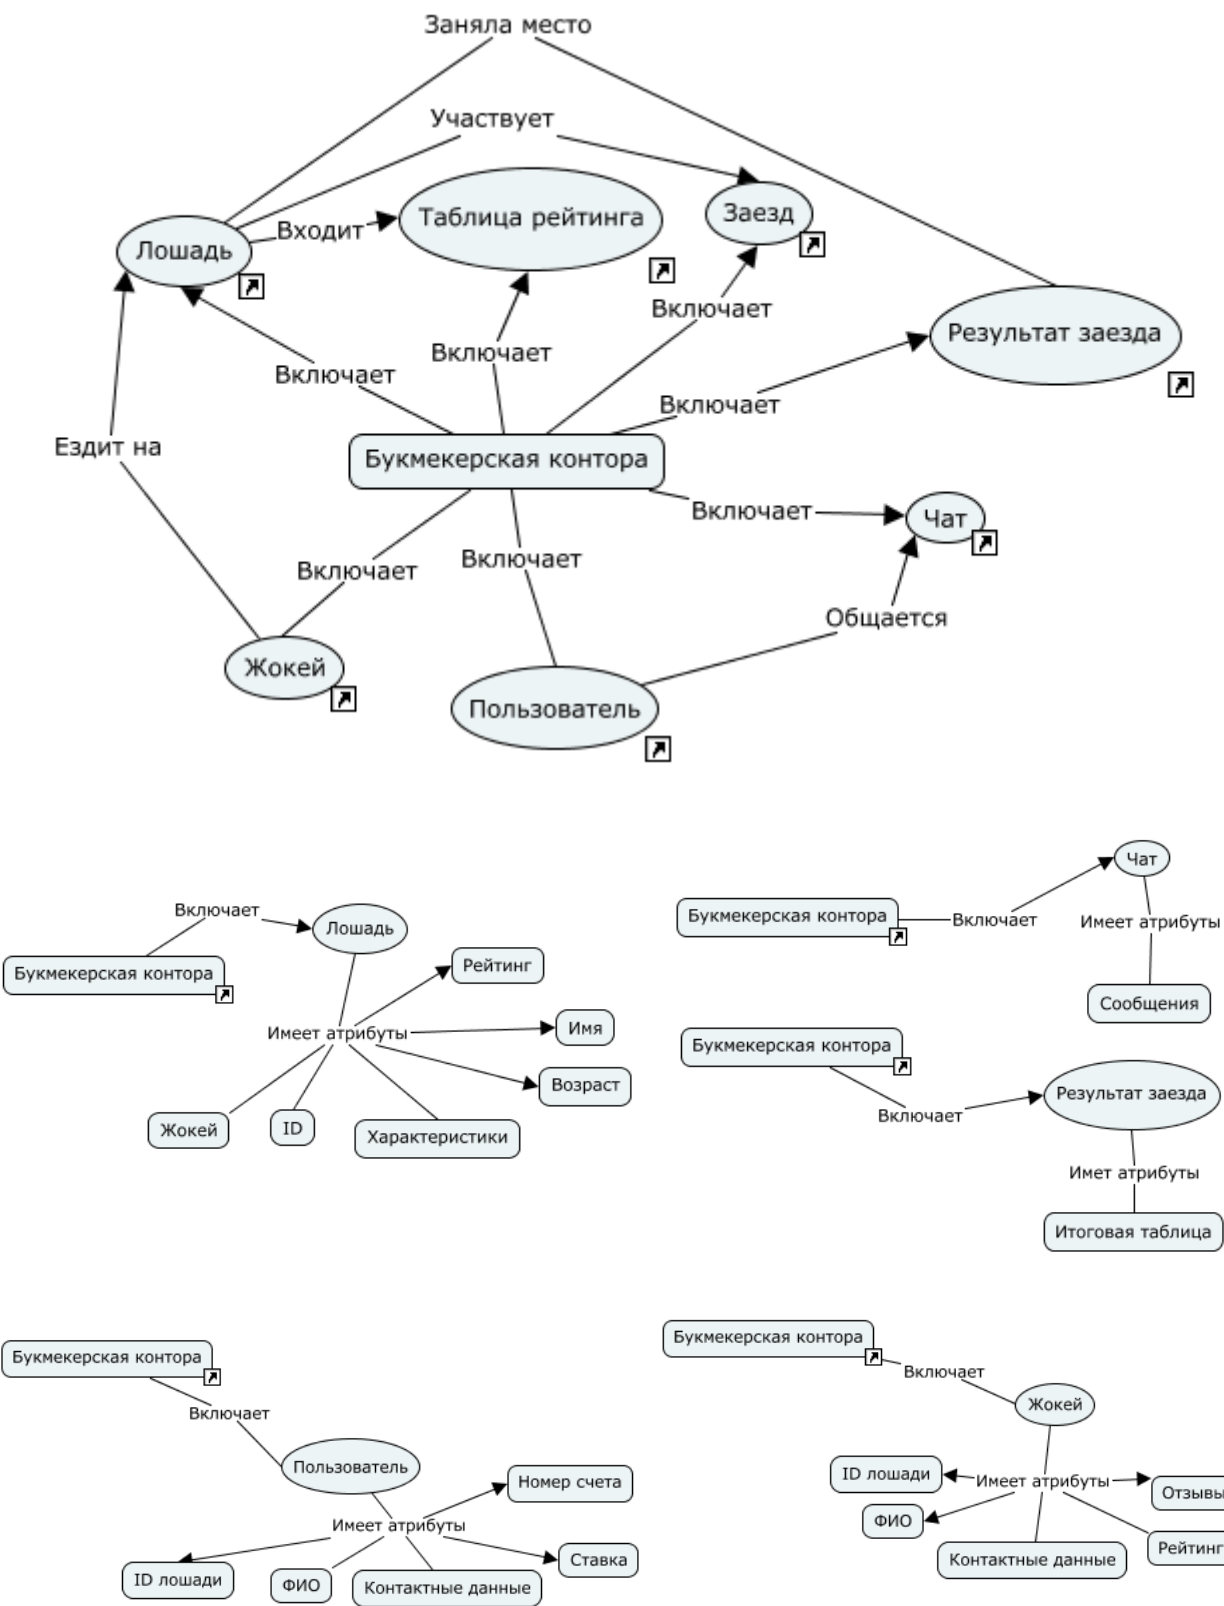 Заняла место
Участвует
Таблица рейтинга
Заезд
Входит
Лошадь
Включает
Результат заезда
Включает
Включает
Включает
Ездит на
Букмекерская контора
Включает
Чат
Включает
Включает
Общается
Жокей
Пользователь
Включает
Лошадь
Букмекерская контора
Рейтинг
Имеет атрибуты
Имя
Возраст
Жокей
ID
Характеристики
Чат
Букмекерская контора
Включает
Имеет атрибуты
Сообщения
Букмекерская контора
Результат заезда
Включает
Имет атрибуты
Итоговая таблица
Букмекерская контора
Включает
Пользователь
Номер счета
Имеет атрибуты
Ставка
ID лошади
ФИО
Контактные данные
Букмекерская контора
Включает
Жокей
ID лошади
Имеет атрибуты
Отзывы
ФИО
Рейтинг
Контактные данные